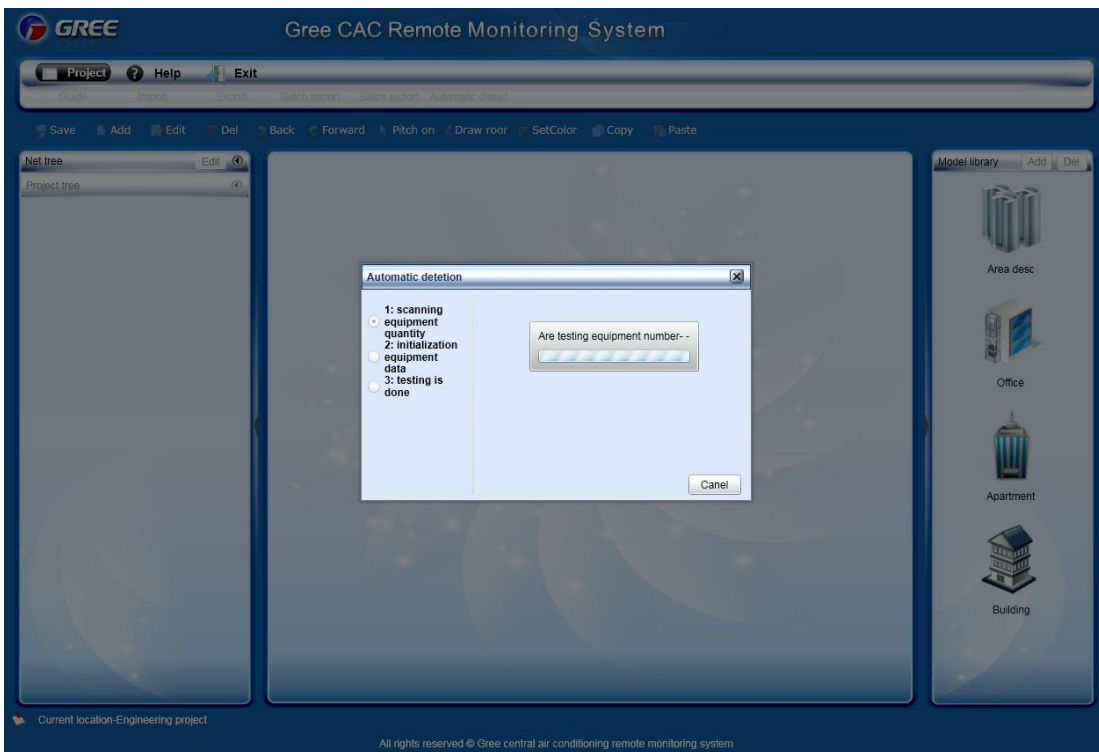 GREE
Gree CAC Remote Monitoring System
Project Help Exit
Guide Import Export Batch import Batch export Automatic detect
Save Add Edit Del Back Forward Pitch on Draw roor SetColor Copy Paste
Net tree Edit
Project tree
Model library Add Del
Area desc
Office
Apartment
Building
Automatic detetion
1: scanning
equipment
quantity
2: initialization
equipment
data
3: testing is
done
Are testing equipment number- -
Canel
Current location-Engineering project
All rights reserved © Gree central air conditioning remote monitoring system